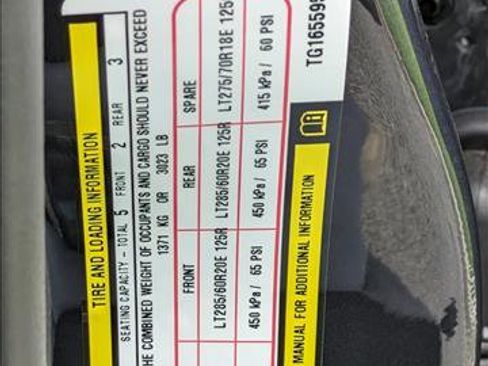 TIRE AND LOADING INFORMATION
SEATING CAPACITY - TOTAL 5 FRONT 2 REAR 3
HE COMBINED WEIGHT OF OCCUPANTS AND CARGO SHOULD NEVER EXCEED
1371 KG OR 3023 LB
FRONT REAR SPARE
LT285/60R20E 125R LT285/60R20E 125R LT275/70R18E 125
450 kPa / 65 PSI 450 kPa / 65 PSI 415 kPa / 60 PSI
MANUAL FOR ADDITIONAL INFORMATION